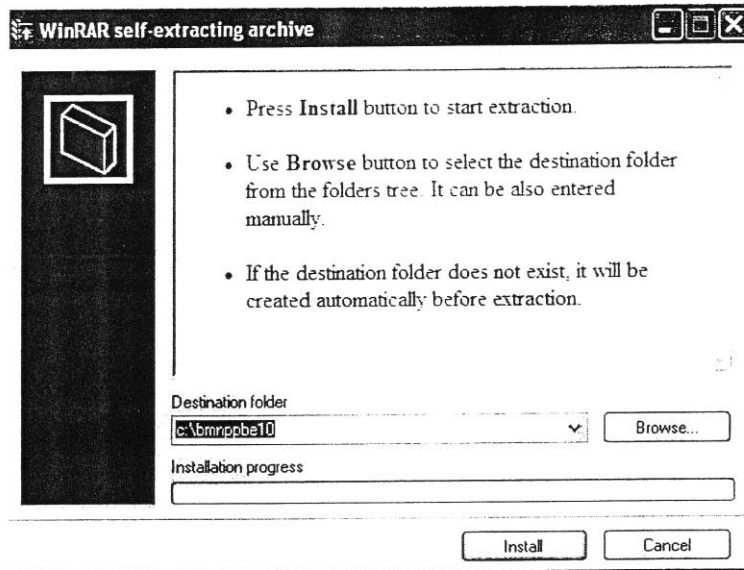 WinRAR self-extracting archive
• Press Install button to start extraction.
• Use Browse button to select the destination folder
from the folders tree. It can be also entered
manually.
• If the destination folder does not exist, it will be
created automatically before extraction.
Destination folder
c:\bmnppbe10
Browse...
Installation progress
Install
Cancel